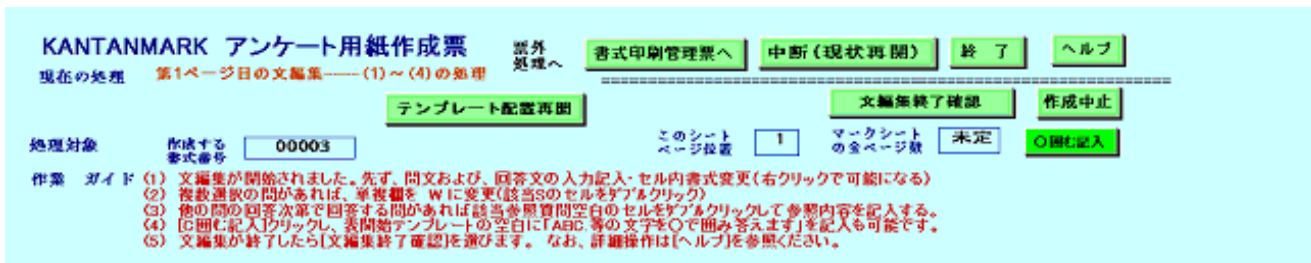 KANTANMARK アンケート用紙作成票 票外処理へ 書式印刷管理票へ 中断(現状再開) 終 了 ヘルプ
現在の処理 第1ページ目の文編集-----(1)~(4)の処理
テンプレート配置再開 文編集終了確認 作成中止
処理対象 作成する書式番号 00003 このシートページ位置 1 マークシートの全ページ数 未定 〇囲む記入
作業 ガイド (1) 文編集が開始されました。先ず、問文および、回答文の入力記入・セル内書式変更(右クリックで可能になる)
(2) 複数選択の問があれば、単複欄を Wに変更(該当Sのセルをダブルクリック)
(3) 他の問の回答次第で回答する問があれば該当参照質問空白のセルをダブルクリックして参照内容を記入する。
(4) [〇囲む記入]クリックし、表開始テンプレートの空白に「ABC.等の文字を〇で囲み答えます」を記入も可能です。
(5) 文編集が終了したら[文編集終了確認]を選びます。 なお、詳細操作は[ヘルプ]を参照ください。